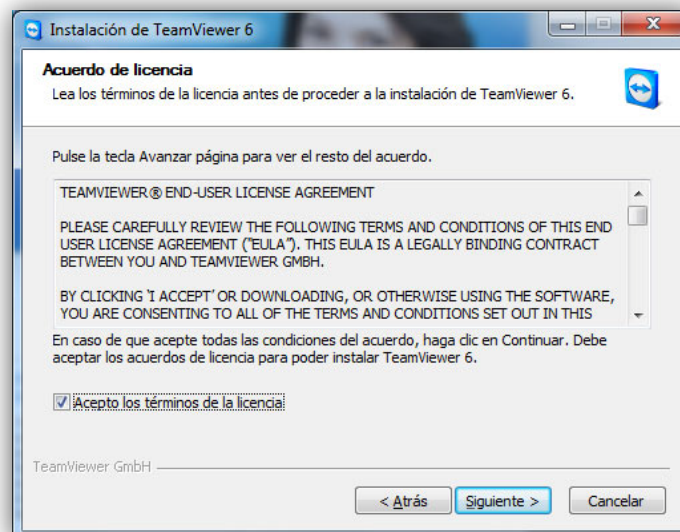 Instalación de TeamViewer 6
Acuerdo de licencia
Lea los términos de la licencia antes de proceder a la instalación de TeamViewer 6.
Pulse la tecla Avanzar página para ver el resto del acuerdo.
TEAMVIEWER® END-USER LICENSE AGREEMENT
PLEASE CAREFULLY REVIEW THE FOLLOWING TERMS AND CONDITIONS OF THIS END
USER LICENSE AGREEMENT ("EULA"). THIS EULA IS A LEGALLY BINDING CONTRACT
BETWEEN YOU AND TEAMVIEWER GMBH.
BY CLICKING 'I ACCEPT' OR DOWNLOADING, OR OTHERWISE USING THE SOFTWARE,
YOU ARE CONSENTING TO ALL OF THE TERMS AND CONDITIONS SET OUT IN THIS
En caso de que acepte todas las condiciones del acuerdo, haga clic en Continuar. Debe
aceptar los acuerdos de licencia para poder instalar TeamViewer 6.
Acepto los términos de la licencia
TeamViewer GmbH
< Atrás Siguiente > Cancelar